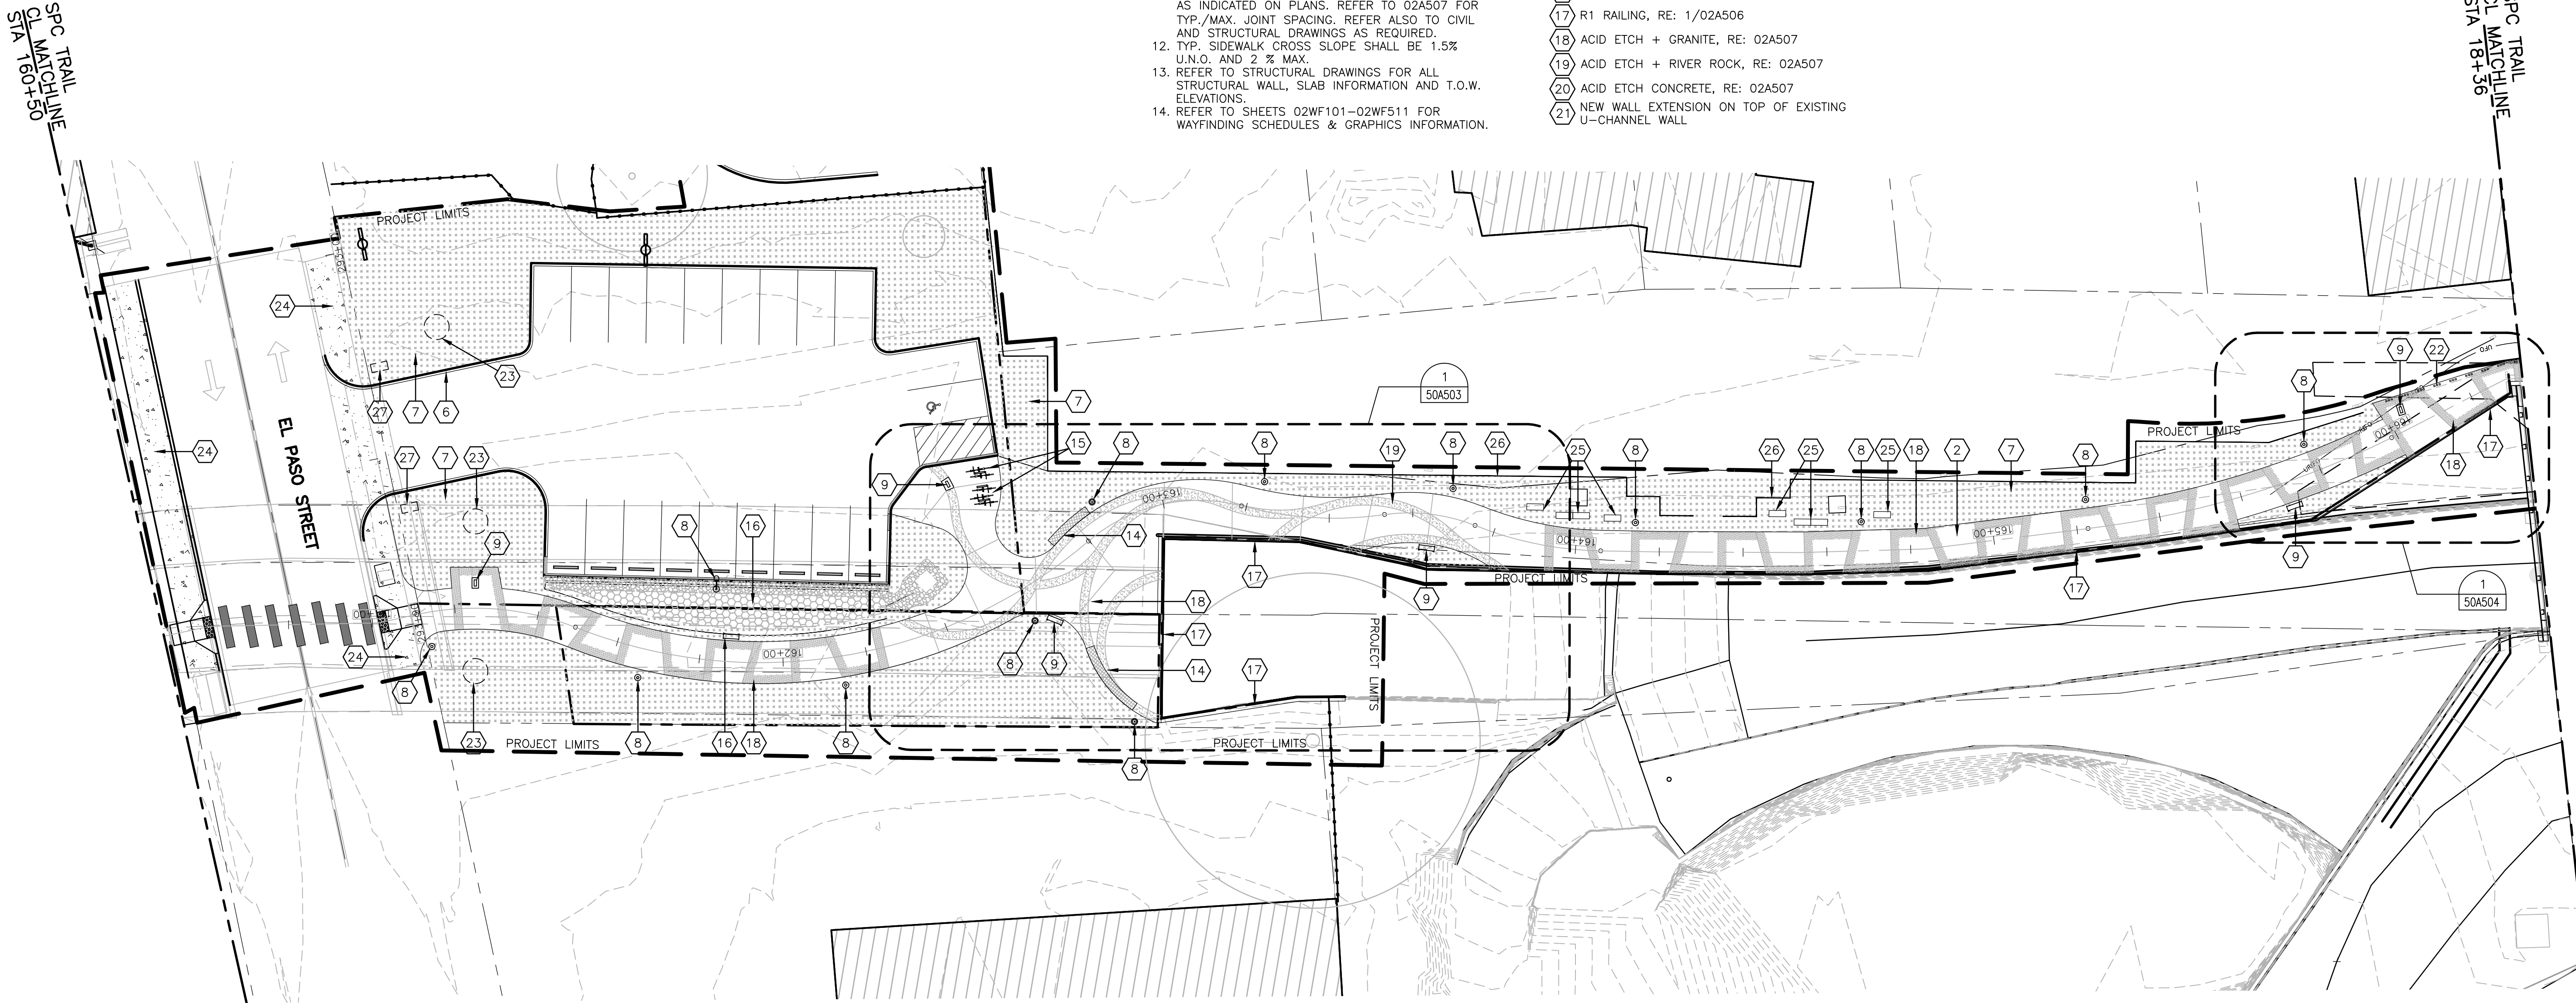 SPC TRAIL
CL MATCHLINE
STA 160+50
AS INDICATED ON PLANS. REFER TO 02A507 FOR
TYP./MAX. JOINT SPACING. REFER ALSO TO CIVIL
AND STRUCTURAL DRAWINGS AS REQUIRED.
12. TYP. SIDEWALK CROSS SLOPE SHALL BE 1.5%
U.N.O. AND 2 % MAX.
13. REFER TO STRUCTURAL DRAWINGS FOR ALL
STRUCTURAL WALL, SLAB INFORMATION AND T.O.W.
ELEVATIONS.
14. REFER TO SHEETS 02WF101-02WF511 FOR
WAYFINDING SCHEDULES & GRAPHICS INFORMATION.
17 R1 RAILING, RE: 1/02A506
18 ACID ETCH + GRANITE, RE: 02A507
19 ACID ETCH + RIVER ROCK, RE: 02A507
20 ACID ETCH CONCRETE, RE: 02A507
21 NEW WALL EXTENSION ON TOP OF EXISTING
U-CHANNEL WALL
SPC TRAIL
CL MATCHLINE
STA 18+36
PROJECT LIMITS
24
23
27 7 6
24
EL PASO STREET
27 7 23
9
8 16
24
8
23
PROJECT LIMITS
8
16 18
8
162+00
9
15
8
7
8
19
8
26
25
8
26
25
8
25
18
2
7
8
1
50A503
163+00
14
18
17
14
8
9
8
17
17
9
PROJECT LIMITS
PROJECT LIMITS
PROJECT LIMITS
164+00
165+00
17
PROJECT LIMITS
8
9 22
UFO
166+00
18
17
9
1
50A504